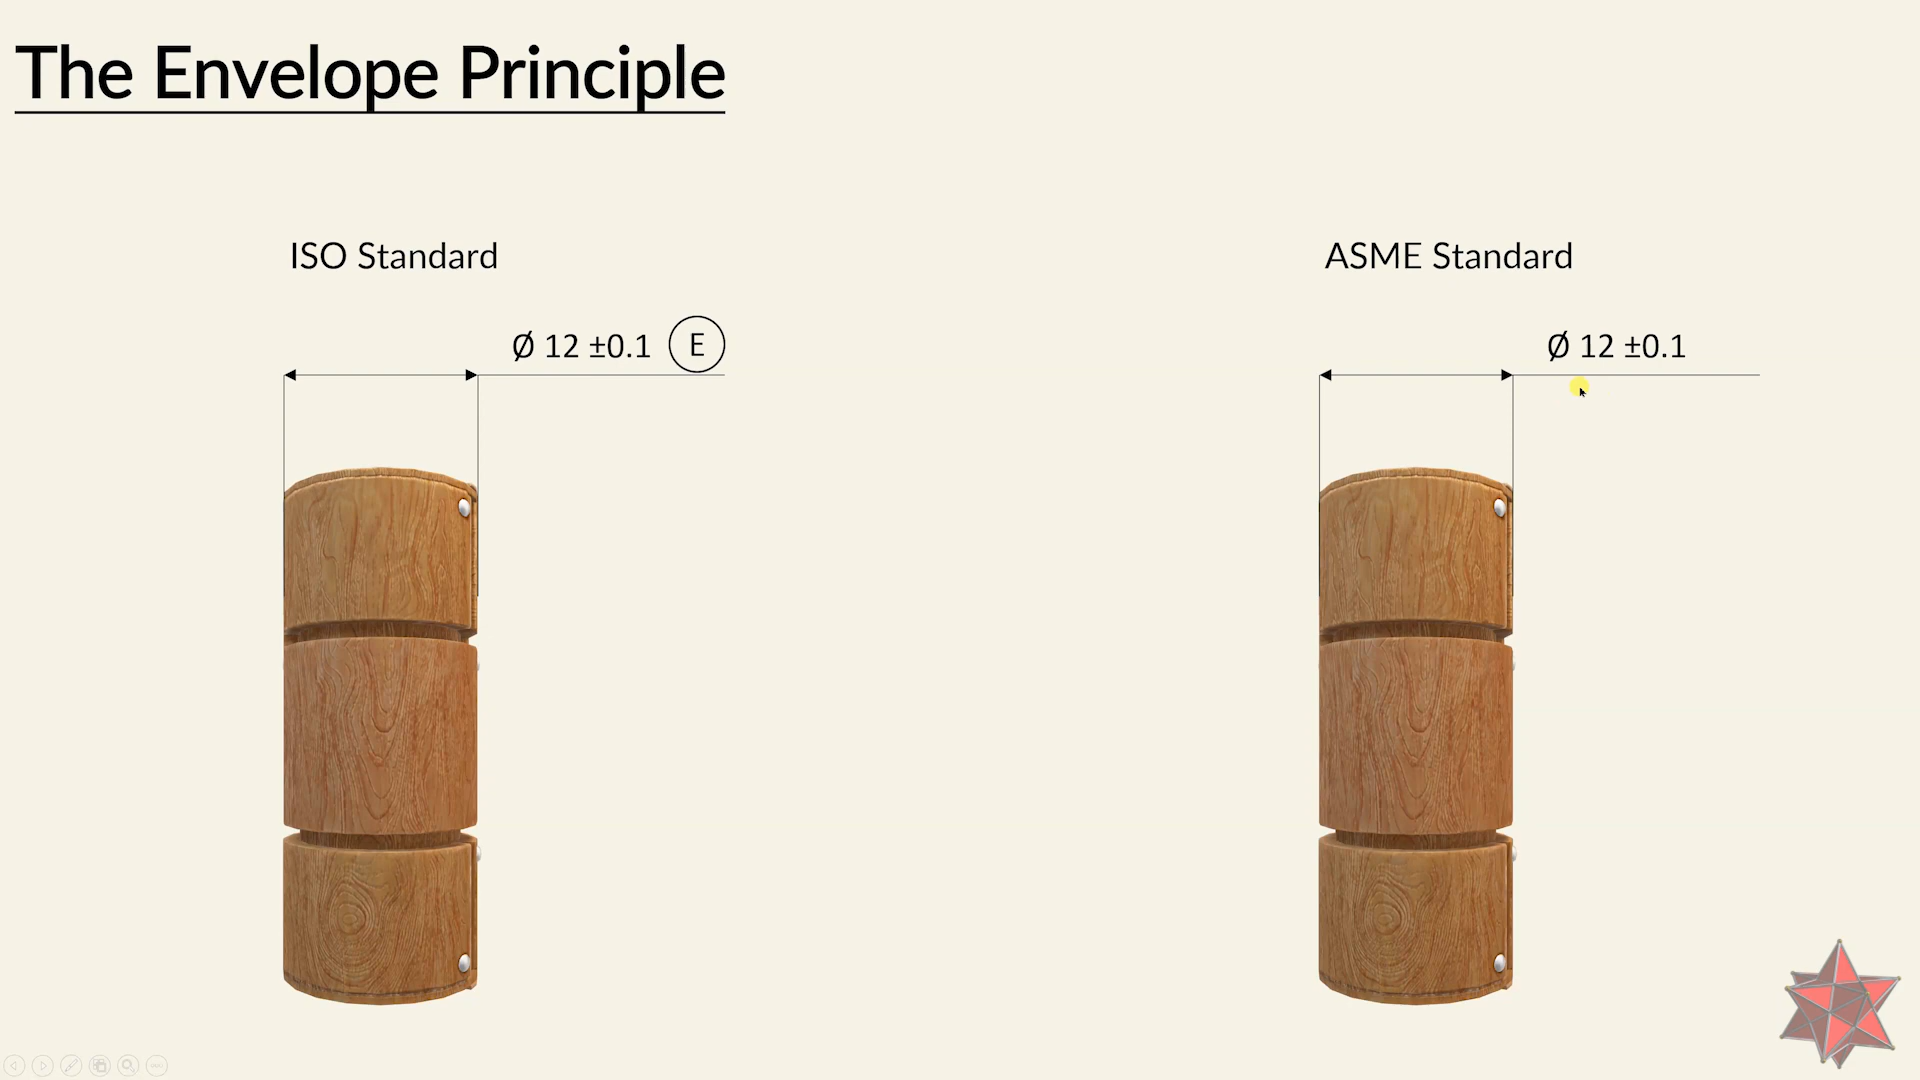 The Envelope Principle
ISO Standard
Ø 12 ±0.1 E
ASME Standard
Ø 12 ±0.1